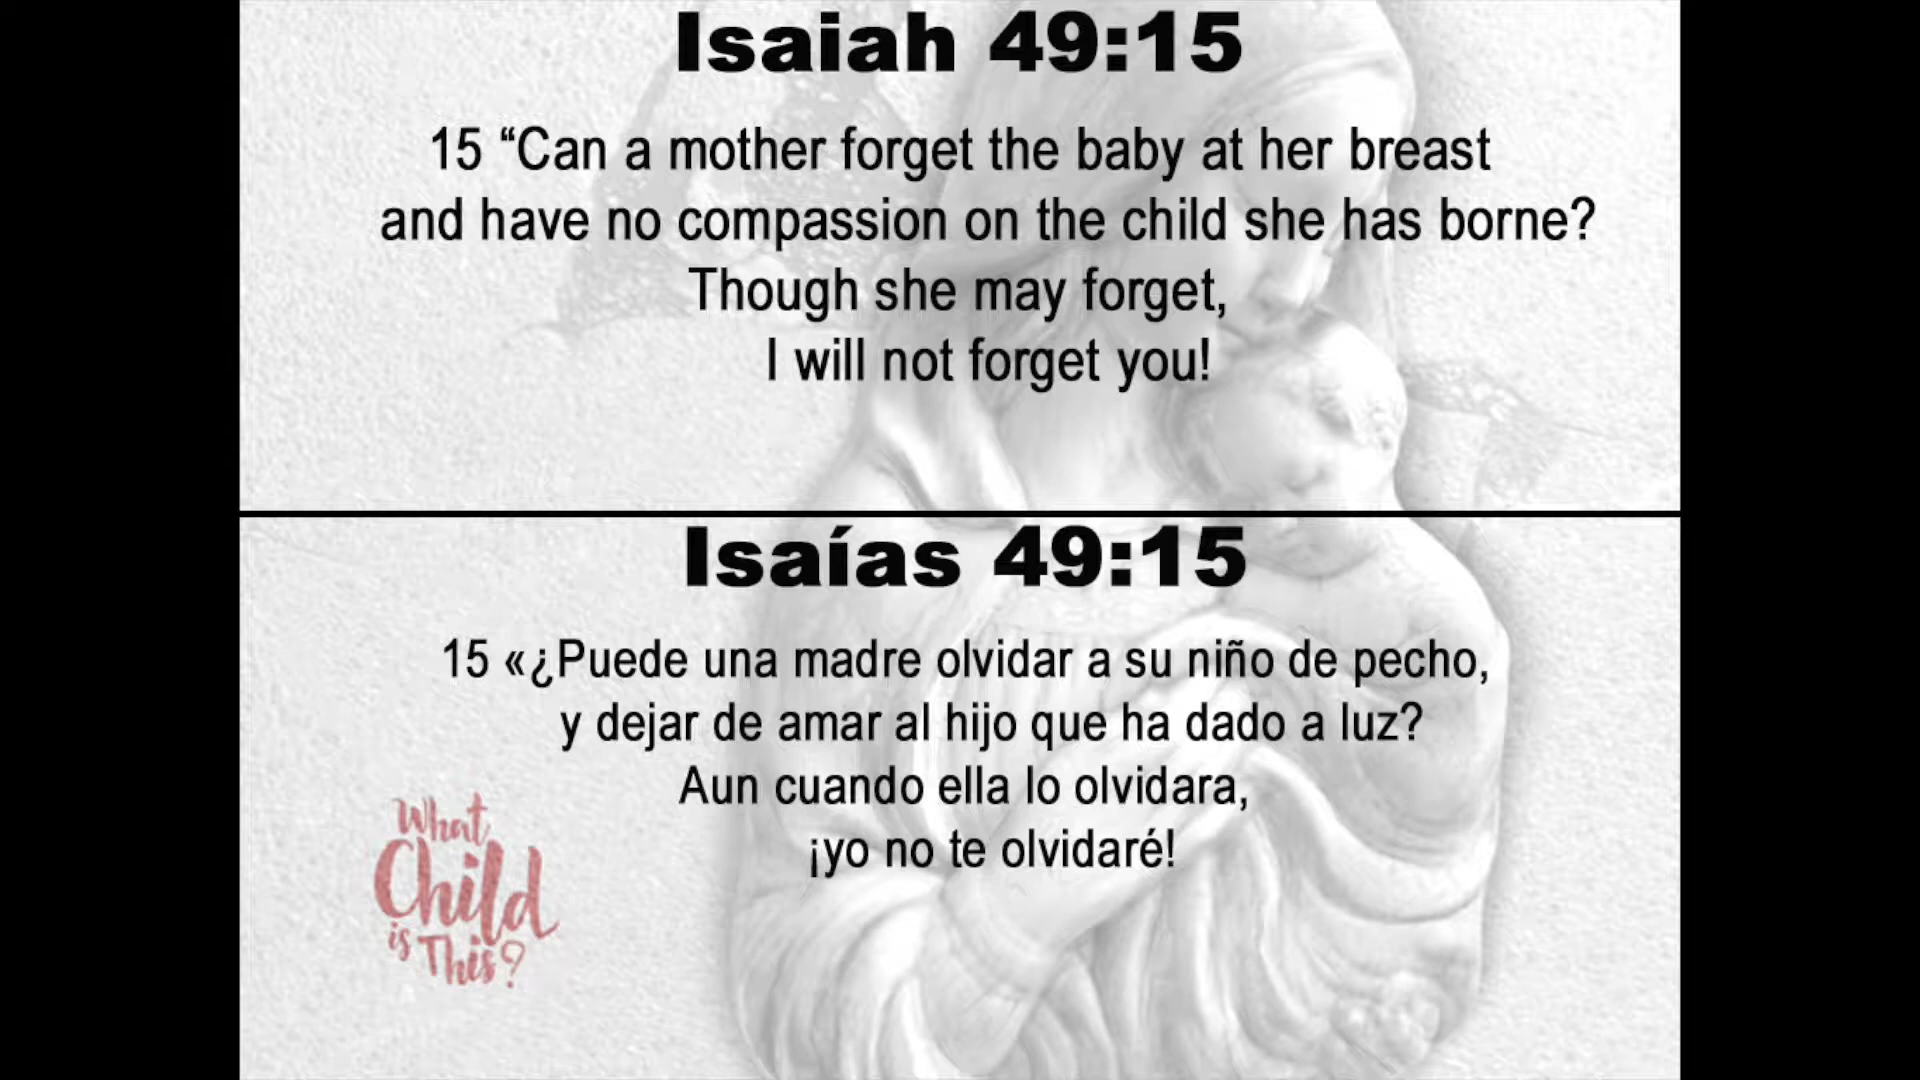 Isaiah 49:15
15 “Can a mother forget the baby at her breast
and have no compassion on the child she has borne?
Though she may forget,
I will not forget you!
Isaías 49:15
15 «¿Puede una madre olvidar a su niño de pecho,
y dejar de amar al hijo que ha dado a luz?
Aun cuando ella lo olvidara,
¡yo no te olvidaré!
What
Child
is This?